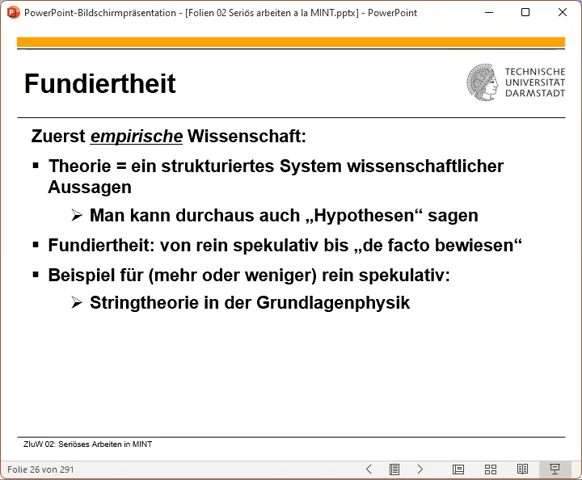 PowerPoint-Bildschirmpräsentation - [Folien 02 Seriös arbeiten a la MINT.pptx] - PowerPoint
Fundiertheit
TECHNISCHE
UNIVERSITÄT
DARMSTADT
Zuerst empirische Wissenschaft:
▪ Theorie = ein strukturiertes System wissenschaftlicher
Aussagen
➢ Man kann durchaus auch „Hypothesen“ sagen
▪ Fundiertheit: von rein spekulativ bis „de facto bewiesen“
▪ Beispiel für (mehr oder weniger) rein spekulativ:
➢ Stringtheorie in der Grundlagenphysik
ZIuW 02: Seriöses Arbeiten in MINT
Folie 26 von 291